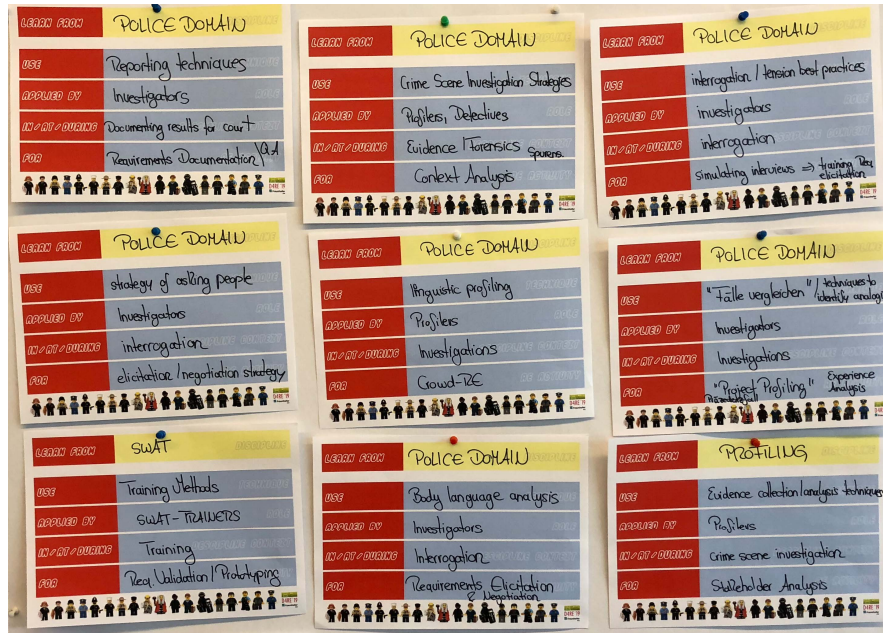 LEARN FROM POLICE DOMAIN
USE Reporting techniques
APPLIED BY Investigators
IN/AT/DURING Documenting results for court
FOR Requirements Documentation / QA
LEARN FROM POLICE DOMAIN
USE Crime Scene Investigation Strategies
APPLIED BY Profilers, Detectives
IN/AT/DURING Evidence / Forensics Spurens.
FOR Context Analysis
LEARN FROM POLICE DOMAIN
USE interrogation / tension best practices
APPLIED BY investigators
IN/AT/DURING interrogation
FOR simulating interviews => training Req. elicitation
LEARN FROM POLICE DOMAIN
USE strategy of asking people
APPLIED BY Investigators
IN/AT/DURING interrogation
FOR elicitation / negotiation strategy
LEARN FROM POLICE DOMAIN
USE linguistic profiling
APPLIED BY Profilers
IN/AT/DURING Investigations
FOR Crowd-RE
LEARN FROM POLICE DOMAIN
USE "Fälle vergleichen" / techniques to identify
APPLIED BY Investigators
IN/AT/DURING Investigations
FOR "Project Profiling" Experience Analysis
LEARN FROM SWAT DISCIPLINE
USE Training Methods
APPLIED BY SWAT-TRAINERS
IN/AT/DURING Training
FOR Req. Validation / Prototyping
LEARN FROM POLICE DOMAIN
USE Body language analysis
APPLIED BY Investigators
IN/AT/DURING Interrogation
FOR Requirements Elicitation & Negotiation
LEARN FROM PROFILING
USE Evidence collection/analysis techniques
APPLIED BY Profilers
IN/AT/DURING Crime scene investigation
FOR Stakeholder Analysis